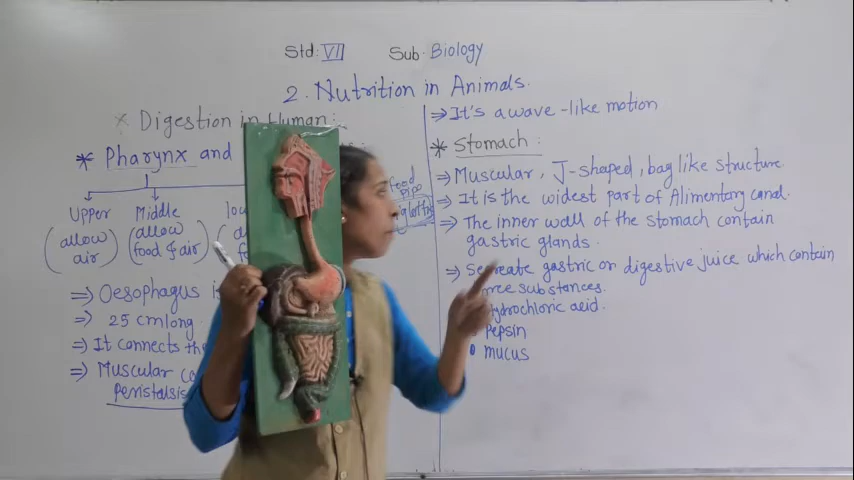 Std: VI Sub: Biology
2. Nutrition in Animals.
* Digestion in Human :
* Pharynx and
food
pipe
Upper Middle
(allow air) (allow food & air)
⇒ Oesophagus
⇒ 25 cm long.
⇒ It connects the
⇒ Muscular
peristalsis
⇒ It's a wave-like motion
* Stomach :
⇒ Muscular, J-shaped, bag like structure
⇒ It is the widest part of Alimentary canal.
⇒ The inner wall of the stomach contain
gastric glands.
⇒ Secreate gastric or digestive juice which contain
substances.
Hydrochloric acid.
• Pepsin
• mucus